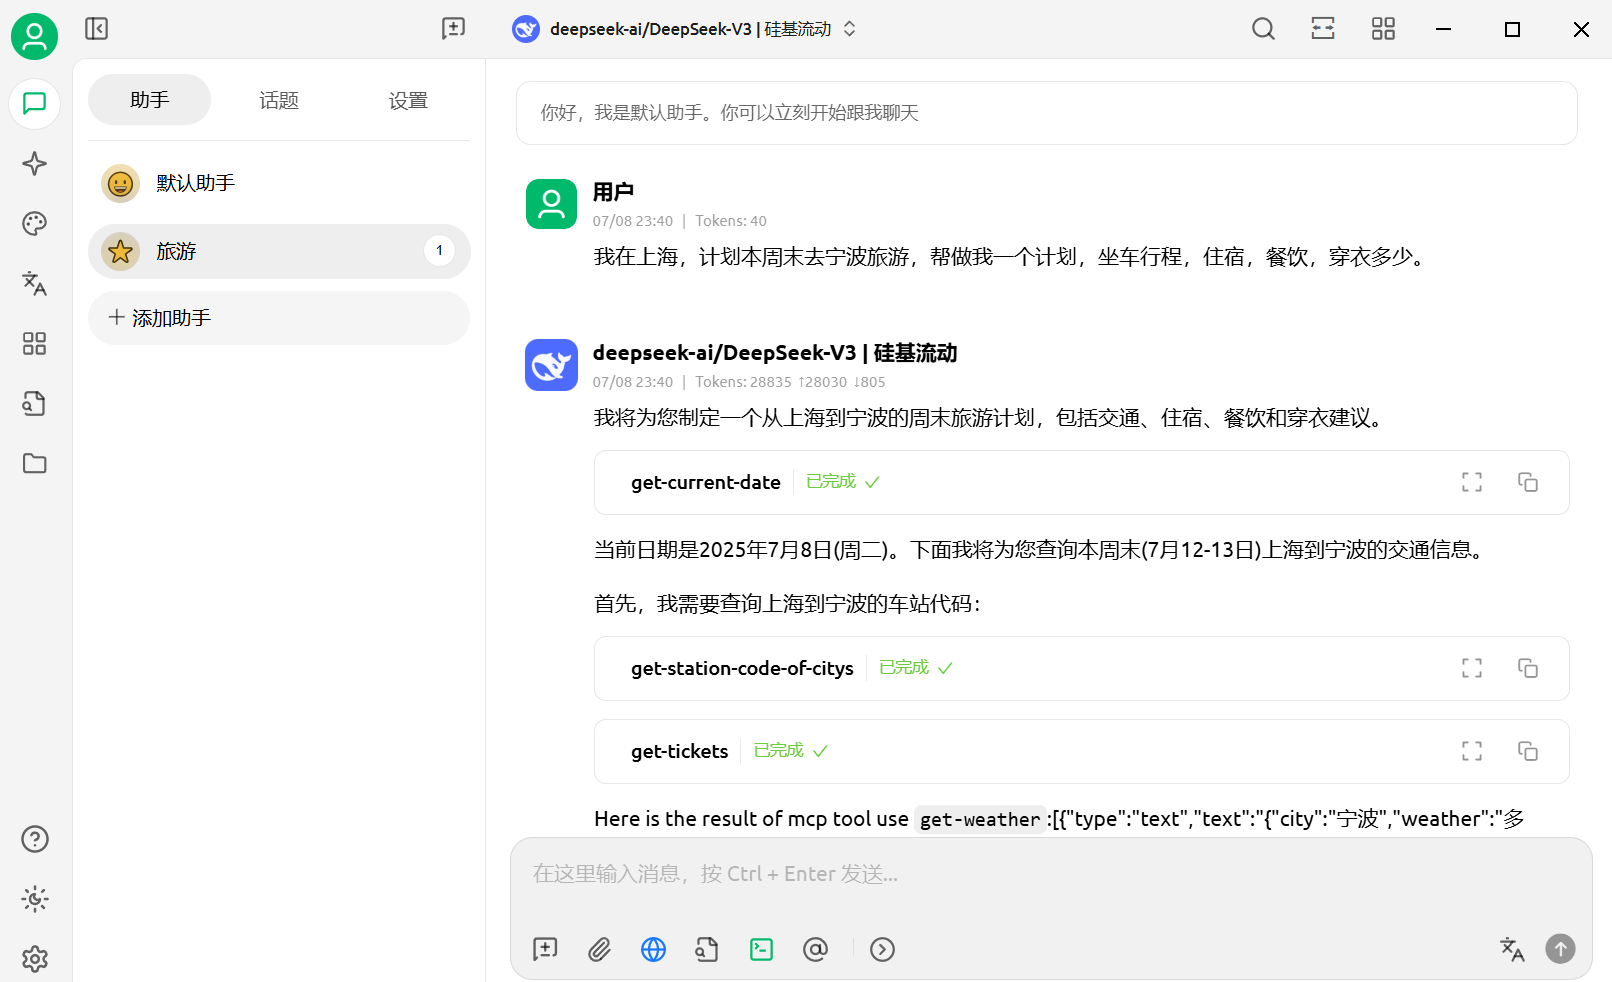 deepseek-ai/DeepSeek-V3 | 硅基流动
助手 话题 设置
默认助手
旅游 1
添加助手
你好，我是默认助手。你可以立刻开始跟我聊天
用户
07/08 23:40 | Tokens: 40
我在上海，计划本周末去宁波旅游，帮做我一个计划，坐车行程，住宿，餐饮，穿衣多少。
deepseek-ai/DeepSeek-V3 | 硅基流动
07/08 23:40 | Tokens: 28835 ↑28030 ↓805
我将为您制定一个从上海到宁波的周末旅游计划，包括交通、住宿、餐饮和穿衣建议。
get-current-date 已完成
当前日期是2025年7月8日(周二)。下面我将为您查询本周末(7月12-13日)上海到宁波的交通信息。
首先，我需要查询上海到宁波的车站代码：
get-station-code-of-citys 已完成
get-tickets 已完成
Here is the result of mcp tool use get-weather:[{"type":"text","text":"{"city":"宁波","weather":"多
在这里输入消息，按 Ctrl + Enter 发送...